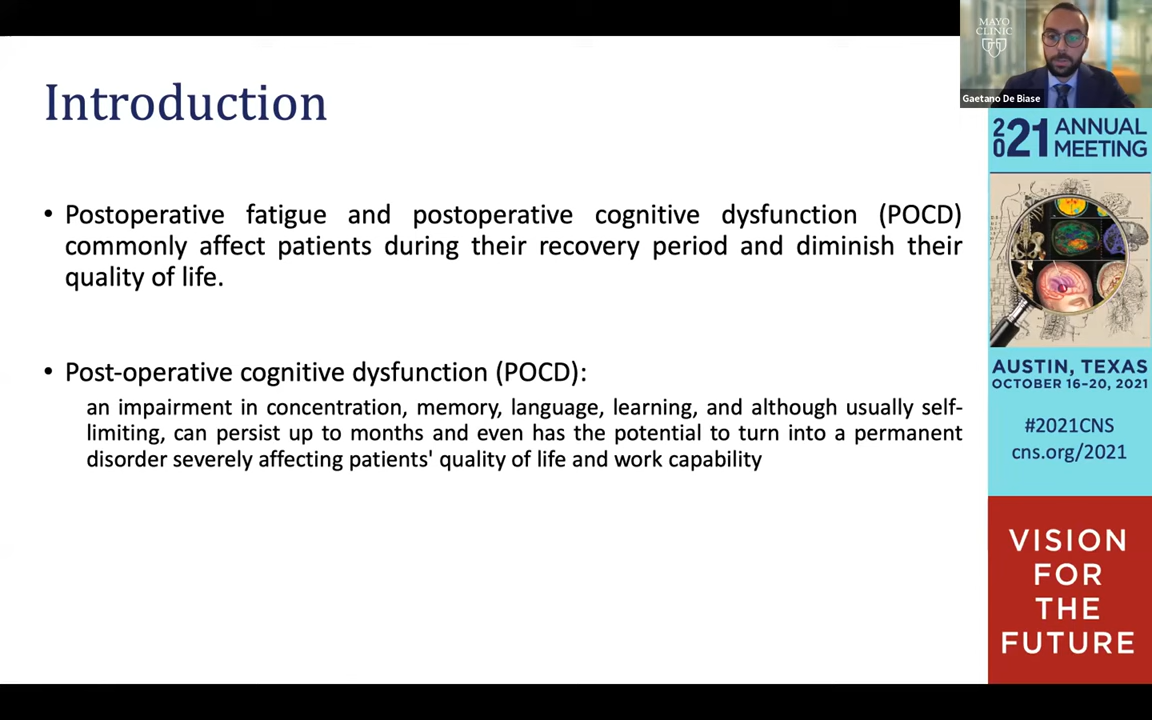 Introduction
• Postoperative fatigue and postoperative cognitive dysfunction (POCD)
commonly affect patients during their recovery period and diminish their
quality of life.
• Post-operative cognitive dysfunction (POCD):
an impairment in concentration, memory, language, learning, and although usually self-
limiting, can persist up to months and even has the potential to turn into a permanent
disorder severely affecting patients' quality of life and work capability
MAYO
CLINIC
Gaetano De Biase
2021 ANNUAL
MEETING
AUSTIN, TEXAS
OCTOBER 16–20, 2021
#2021CNS
cns.org/2021
VISION
FOR
THE
FUTURE